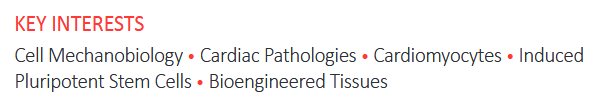 KEY INTERESTS
Cell Mechanobiology • Cardiac Pathologies • Cardiomyocytes • Induced
Pluripotent Stem Cells • Bioengineered Tissues